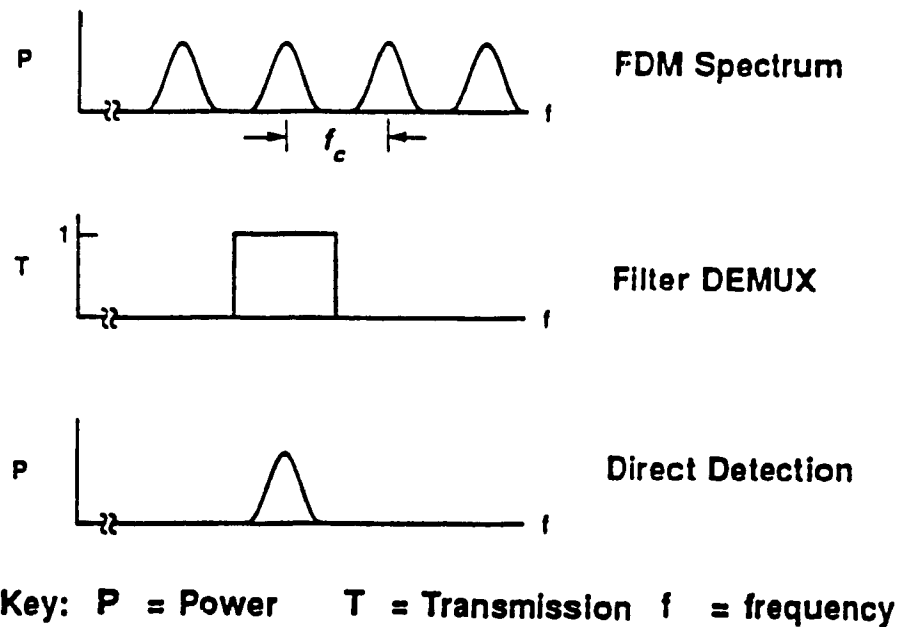 P
f
FDM Spectrum
f_c
1
T
f
Filter DEMUX
P
f
Direct Detection
Key: P = Power T = Transmission f = frequency